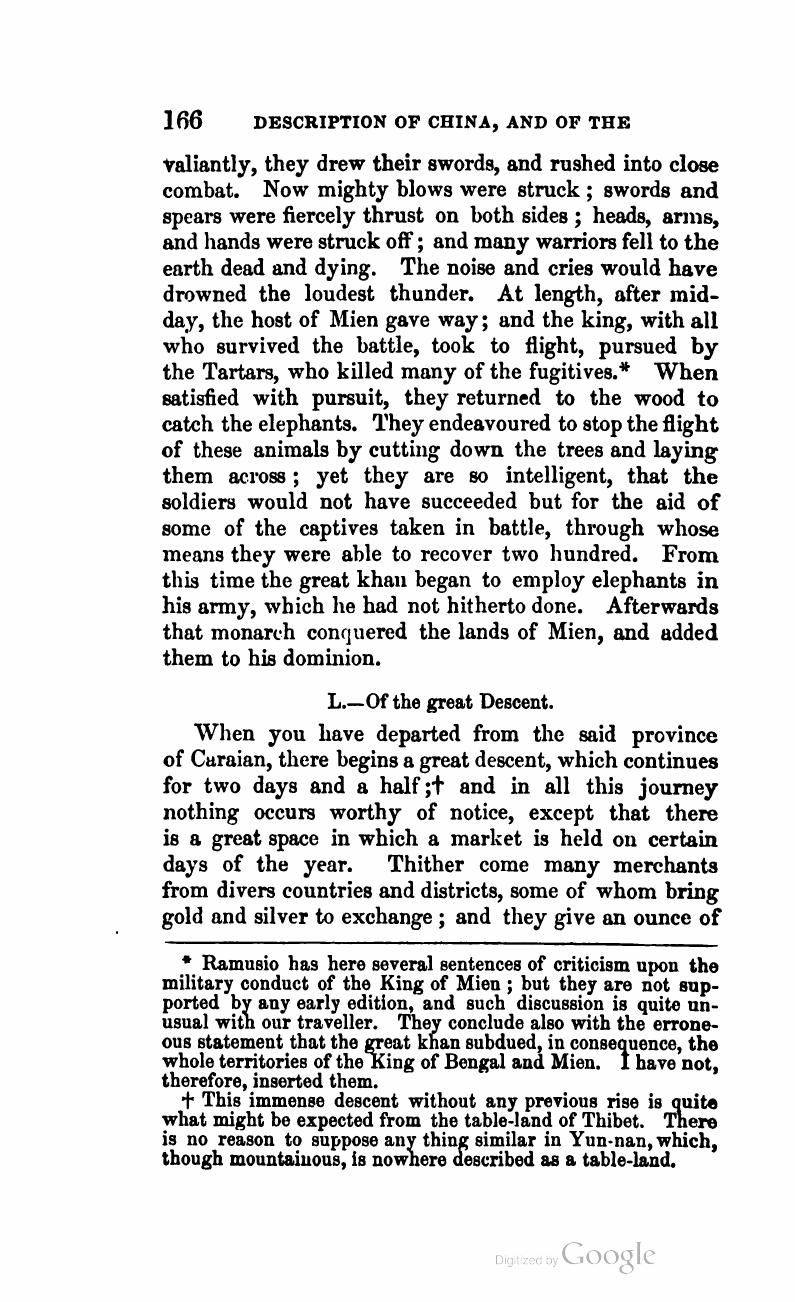 166 DESCRIPTION OF CHINA, AND OF THE
valiantly, they drew their swords, and rushed into close
combat. Now mighty blows were struck ; swords and
spears were fiercely thrust on both sides ; heads, arms,
and hands were struck off ; and many warriors fell to the
earth dead and dying. The noise and cries would have
drowned the loudest thunder. At length, after mid-
day, the host of Mien gave way ; and the king, with all
who survived the battle, took to flight, pursued by
the Tartars, who killed many of the fugitives.* When
satisfied with pursuit, they returned to the wood to
catch the elephants. They endeavoured to stop the flight
of these animals by cutting down the trees and laying
them across ; yet they are so intelligent, that the
soldiers would not have succeeded but for the aid of
some of the captives taken in battle, through whose
means they were able to recover two hundred. From
this time the great khan began to employ elephants in
his army, which he had not hitherto done. Afterwards
that monarch conquered the lands of Mien, and added
them to his dominion.
L.—Of the great Descent.
When you have departed from the said province
of Caraian, there begins a great descent, which continues
for two days and a half ;† and in all this journey
nothing occurs worthy of notice, except that there
is a great space in which a market is held on certain
days of the year. Thither come many merchants
from divers countries and districts, some of whom bring
gold and silver to exchange ; and they give an ounce of
* Ramusio has here several sentences of criticism upon the
military conduct of the King of Mien ; but they are not sup-
ported by any early edition, and such discussion is quite un-
usual with our traveller. They conclude also with the errone-
ous statement that the great khan subdued, in consequence, the
whole territories of the King of Bengal and Mien. I have not,
therefore, inserted them.
† This immense descent without any previous rise is quite
what might be expected from the table-land of Thibet. There
is no reason to suppose any thing similar in Yun-nan, which,
though mountainous, is nowhere described as a table-land.
Digitized by Google